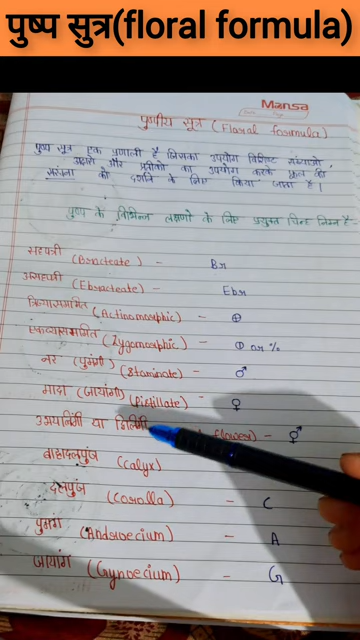 पुष्प सुत्र(floral formula)
Mansa
पुष्पीय सूत्र (Floral formula)
पुष्प सूत्र एक प्रणाली है जिसका उपयोग विशिष्ट संख्याओं,
अक्षरों और प्रतीकों का उपयोग करके फूल की
संरचना को दर्शाने के लिए किया जाता है।
पुष्प के विभिन्न लक्षणों के लिए प्रयुक्त चिन्ह निम्न है-
सहपत्री (Bracteate) - Br
असहपत्री (Ebracteate) - Ebr
त्रिज्यासममित (Actinomorphic) - ⊕
एकव्याससममित (Zygomorphic) - ⦶ or %
नर (पुमंगी) (Staminate) - ♂
मादा (जायांगी) (Pistillate) - ♀
उभयलिंगी या द्विलिंगी flower) - ⚥
बाह्यदलपुंज (Calyx)
दलपुंज (Corolla) - C
पुमंग (Androecium) - A
जायांग (Gynoecium) - G